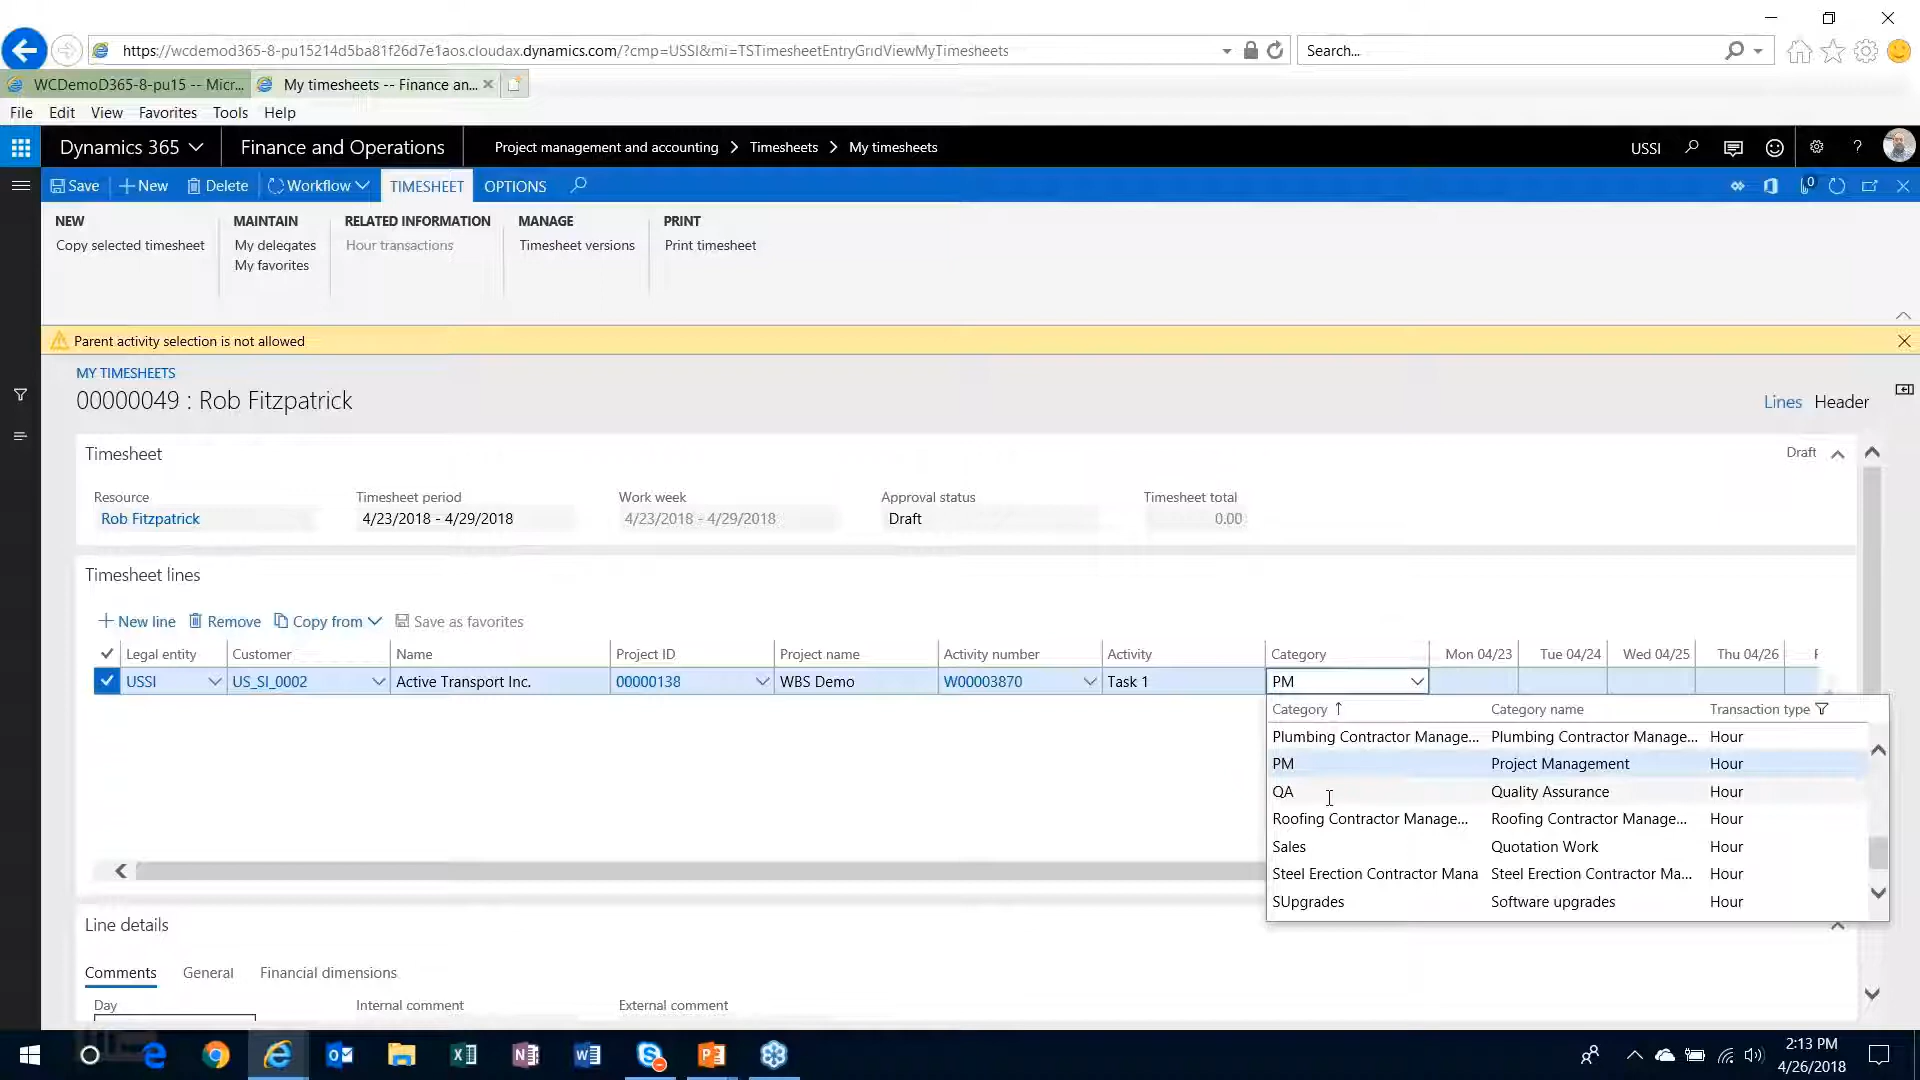 https://wcdemod365-8-pu15214d5ba81f26d7e1aos.cloudax.dynamics.com/?cmp=USSI&mi=TSTimesheetEntryGridViewMyTimesheets
Search...
WCDemoD365-8-pu15 -- Micr...
My timesheets -- Finance an...
File Edit View Favorites Tools Help
Dynamics 365
Finance and Operations
Project management and accounting > Timesheets > My timesheets
USSI
?
Save
New
Delete
Workflow
TIMESHEET
OPTIONS
0
NEW
MAINTAIN
RELATED INFORMATION
MANAGE
PRINT
Copy selected timesheet
My delegates
Hour transactions
Timesheet versions
Print timesheet
My favorites
Parent activity selection is not allowed
MY TIMESHEETS
00000049 : Rob Fitzpatrick
Lines Header
Timesheet
Draft
Resource
Timesheet period
Work week
Approval status
Timesheet total
Rob Fitzpatrick
4/23/2018 - 4/29/2018
4/23/2018 - 4/29/2018
Draft
0.00
Timesheet lines
New line
Remove
Copy from
Save as favorites
Legal entity Customer Name Project ID Project name Activity number Activity Category Mon 04/23 Tue 04/24 Wed 04/25 Thu 04/26
USSI US_SI_0002 Active Transport Inc. 00000138 WBS Demo W00003870 Task 1 PM
Category Category name Transaction type
Plumbing Contractor Manage... Plumbing Contractor Manage... Hour
PM Project Management Hour
QA Quality Assurance Hour
Roofing Contractor Manage... Roofing Contractor Manage... Hour
Sales Quotation Work Hour
Steel Erection Contractor Mana Steel Erection Contractor Ma... Hour
SUpgrades Software upgrades Hour
Line details
Comments General Financial dimensions
Day
Internal comment
External comment
2:13 PM
4/26/2018